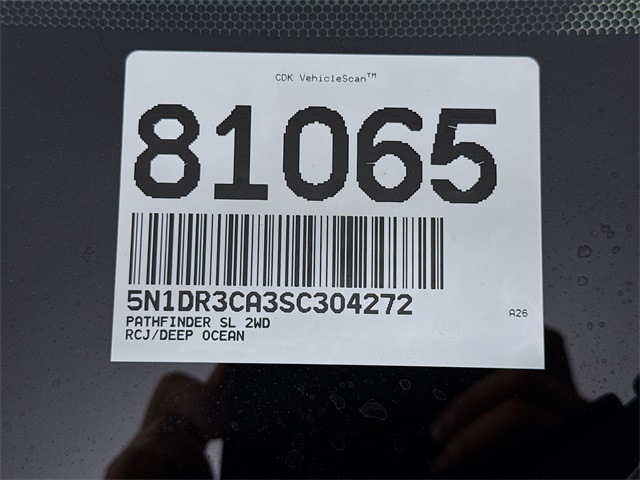 CDK VehicleScan™
81065
5N1DR3CA3SC304272
PATHFINDER SL 2WD
A26
RCJ/DEEP OCEAN